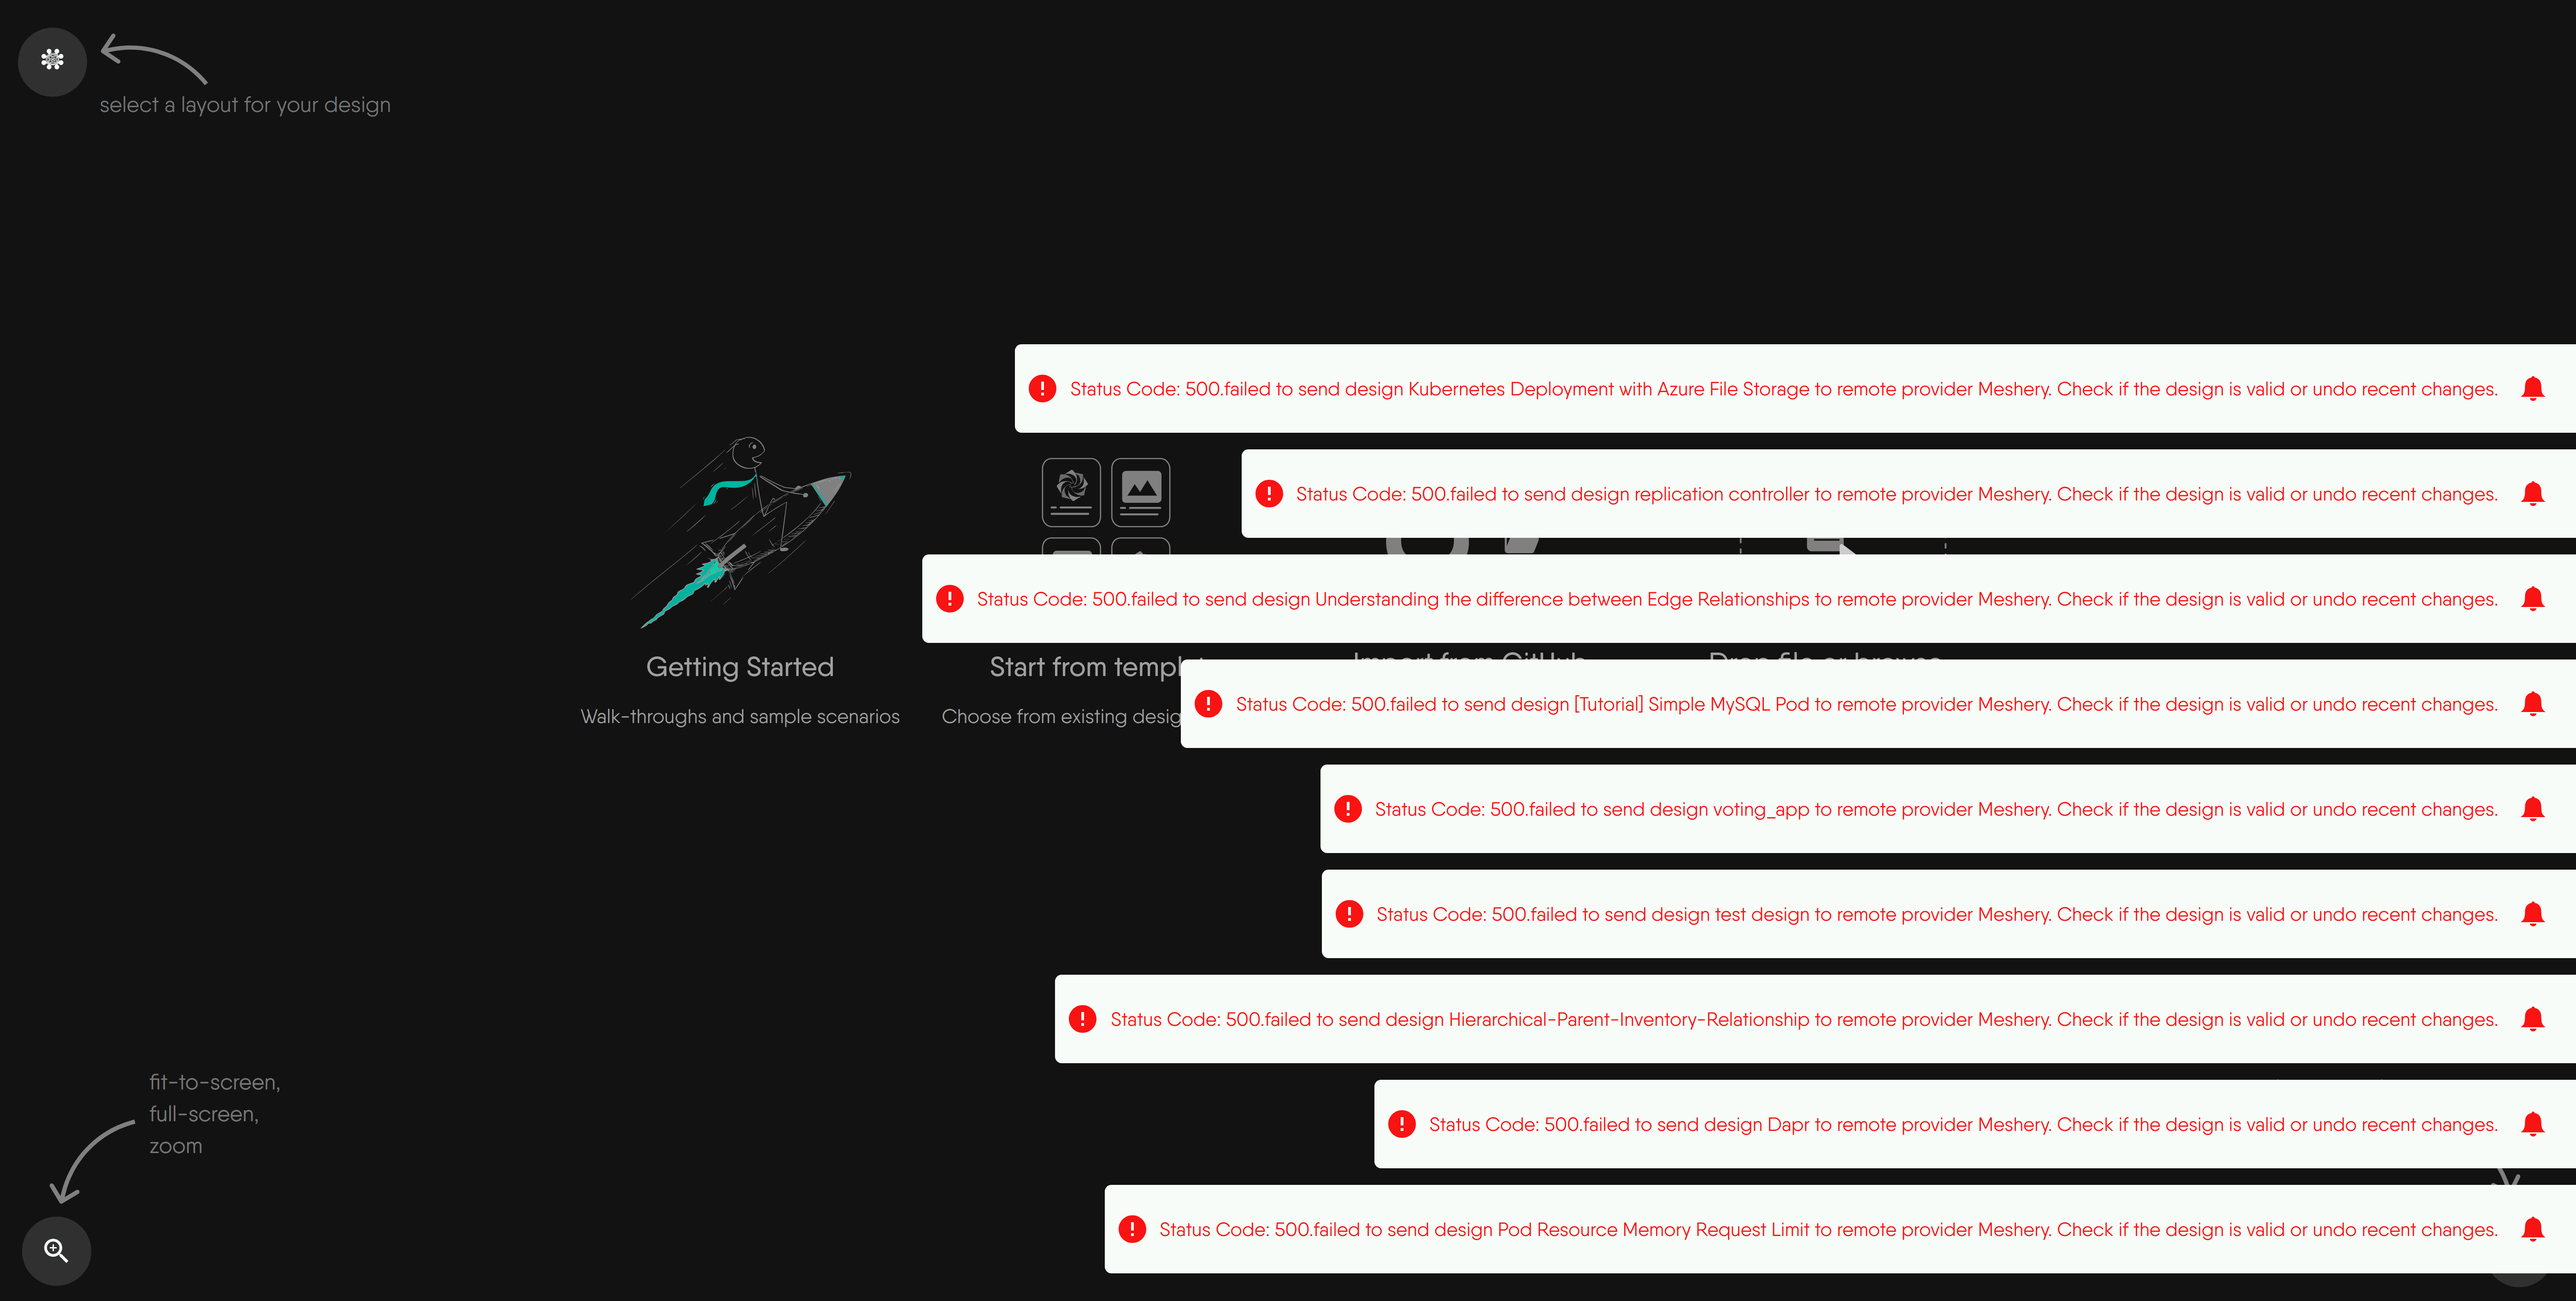 select a layout for your design
Status Code: 500.failed to send design Kubernetes Deployment with Azure File Storage to remote provider Meshery. Check if the design is valid or undo recent changes.
Status Code: 500.failed to send design replication controller to remote provider Meshery. Check if the design is valid or undo recent changes.
Status Code: 500.failed to send design Understanding the difference between Edge Relationships to remote provider Meshery. Check if the design is valid or undo recent changes.
Getting Started
Start from templ
Import from GitHub
Drop file or browse
Walk-throughs and sample scenarios
Choose from existing desig
Status Code: 500.failed to send design [Tutorial] Simple MySQL Pod to remote provider Meshery. Check if the design is valid or undo recent changes.
Status Code: 500.failed to send design voting_app to remote provider Meshery. Check if the design is valid or undo recent changes.
Status Code: 500.failed to send design test design to remote provider Meshery. Check if the design is valid or undo recent changes.
Status Code: 500.failed to send design Hierarchical-Parent-Inventory-Relationship to remote provider Meshery. Check if the design is valid or undo recent changes.
Status Code: 500.failed to send design Dapr to remote provider Meshery. Check if the design is valid or undo recent changes.
Status Code: 500.failed to send design Pod Resource Memory Request Limit to remote provider Meshery. Check if the design is valid or undo recent changes.
fit-to-screen,
full-screen,
zoom